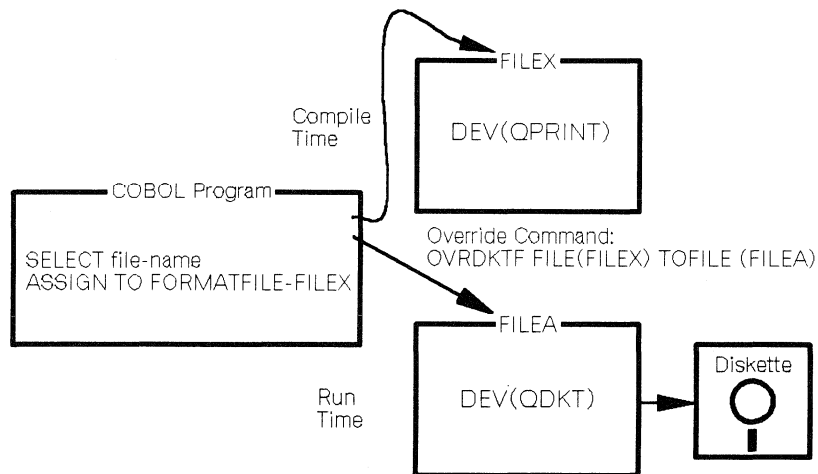 FILEX
Compile
Time
DEV(QPRINT)
COBOL Program
SELECT file-name
ASSIGN TO FORMATFILE-FILEX
Override Command:
OVRDKTF FILE(FILEX) TOFILE (FILEA)
FILEA
Run
Time
DEV(QDKT)
Diskette